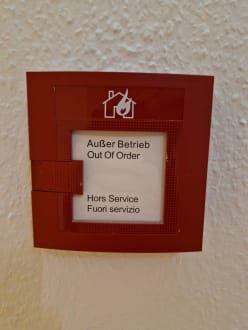 Außer Betrieb
Out Of Order
Hors Service
Fuori servizio